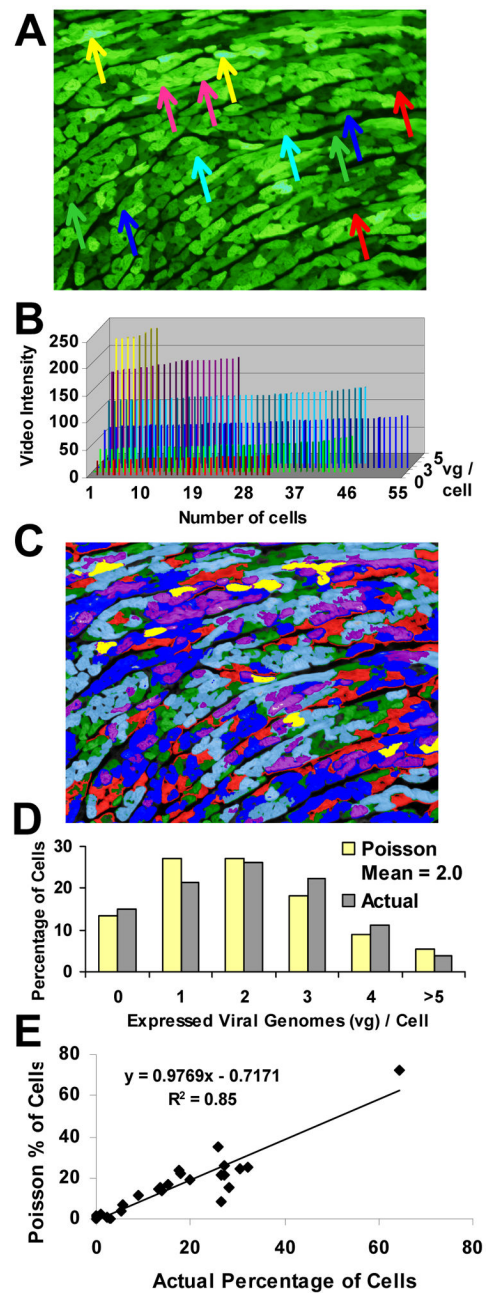 A
B
250
200
150
100
50
0
Video Intensity
1 10 19 28 37 46 55
Number of cells
5
3
0
vg /
cell
C
D
30
20
10
0
Percentage of Cells
Poisson
Mean = 2.0
Actual
0 1 2 3 4 >5
Expressed Viral Genomes (vg) / Cell
E
80
60
40
20
0
Poisson % of Cells
y = 0.9769x - 0.7171
R² = 0.85
0 20 40 60 80
Actual Percentage of Cells